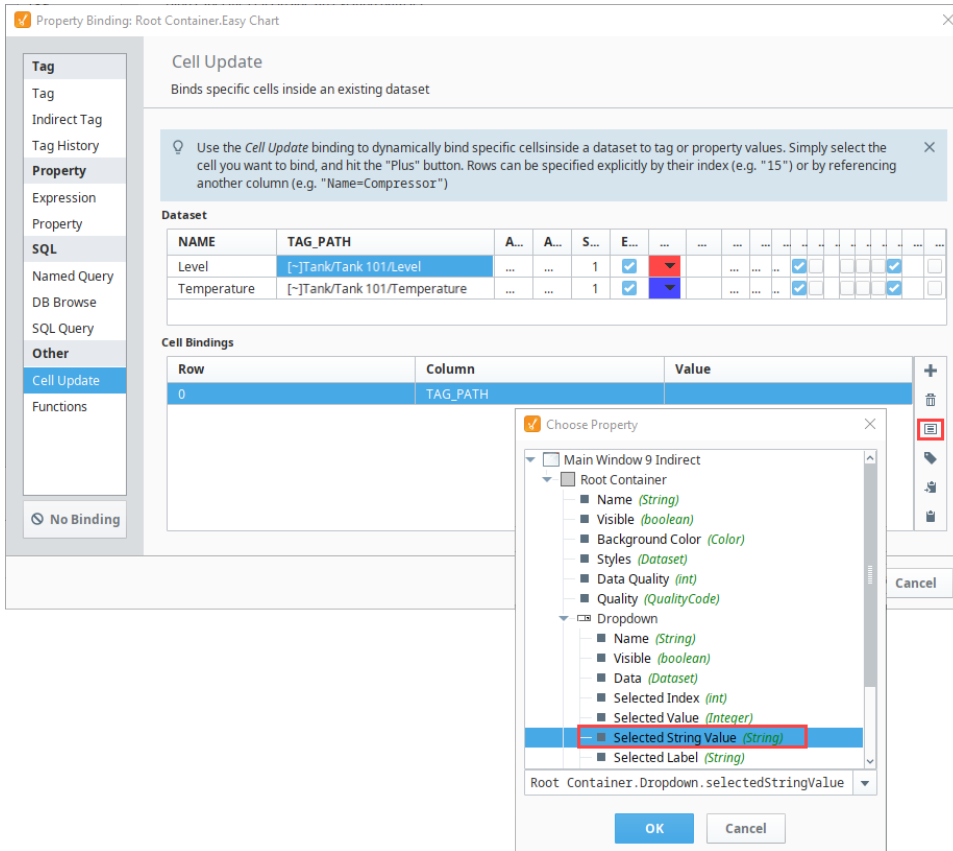 Property Binding: Root Container.Easy Chart
Tag
Tag
Indirect Tag
Tag History
Property
Expression
Property
SQL
Named Query
DB Browse
SQL Query
Other
Cell Update
Functions
No Binding
Cell Update
Binds specific cells inside an existing dataset
Use the Cell Update binding to dynamically bind specific cellsinside a dataset to tag or property values. Simply select the
cell you want to bind, and hit the "Plus" button. Rows can be specified explicitly by their index (e.g. "15") or by referencing
another column (e.g. "Name=Compressor")
Dataset
NAME TAG_PATH A... A... S... E... ... ... ... ... ... ... ... ... ... ... ... ... ... ...
Level [~]Tank/Tank 101/Level ... ... 1 ... ... ...
Temperature [~]Tank/Tank 101/Temperature ... ... 1 ... ... ...
Cell Bindings
Row Column Value
0 TAG_PATH
Choose Property
Main Window 9 Indirect
Root Container
Name (String)
Visible (boolean)
Background Color (Color)
Styles (Dataset)
Data Quality (int)
Quality (QualityCode)
Dropdown
Name (String)
Visible (boolean)
Data (Dataset)
Selected Index (int)
Selected Value (Integer)
Selected String Value (String)
Selected Label (String)
Root Container.Dropdown.selectedStringValue
OK Cancel
Cancel